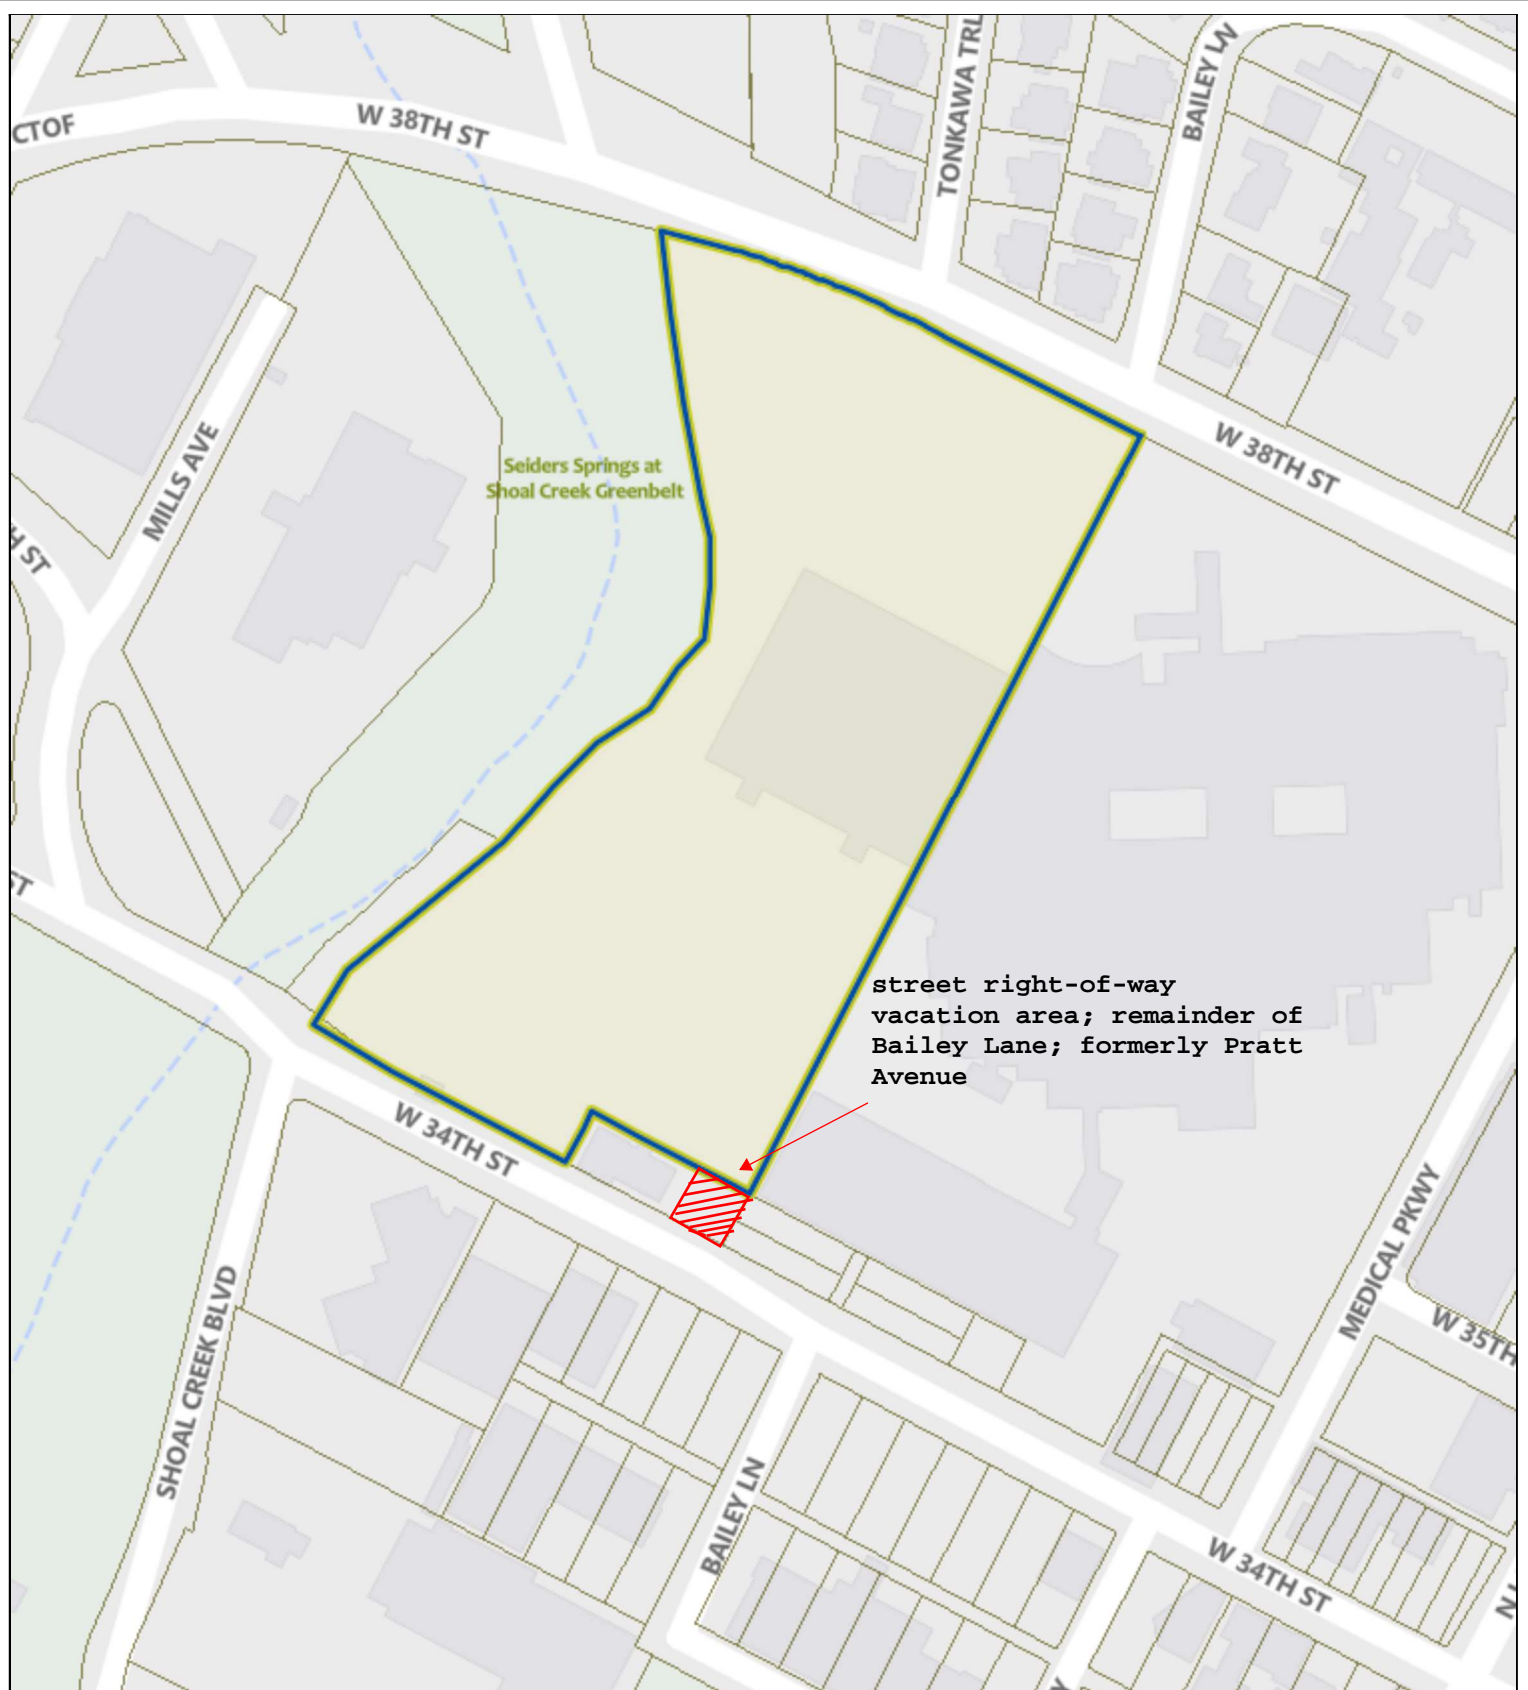 TONKAWA TRL
BAILEY LN
W 38TH ST
CTOF
W 38TH ST
MILLS AVE
Seiders Springs at
Shoal Creek Greenbelt
H ST
ST
street right-of-way
vacation area; remainder of
Bailey Lane; formerly Pratt
Avenue
W 34TH ST
MEDICAL PKWY
W 35TH
SHOAL CREEK BLVD
BAILEY LN
W 34TH ST